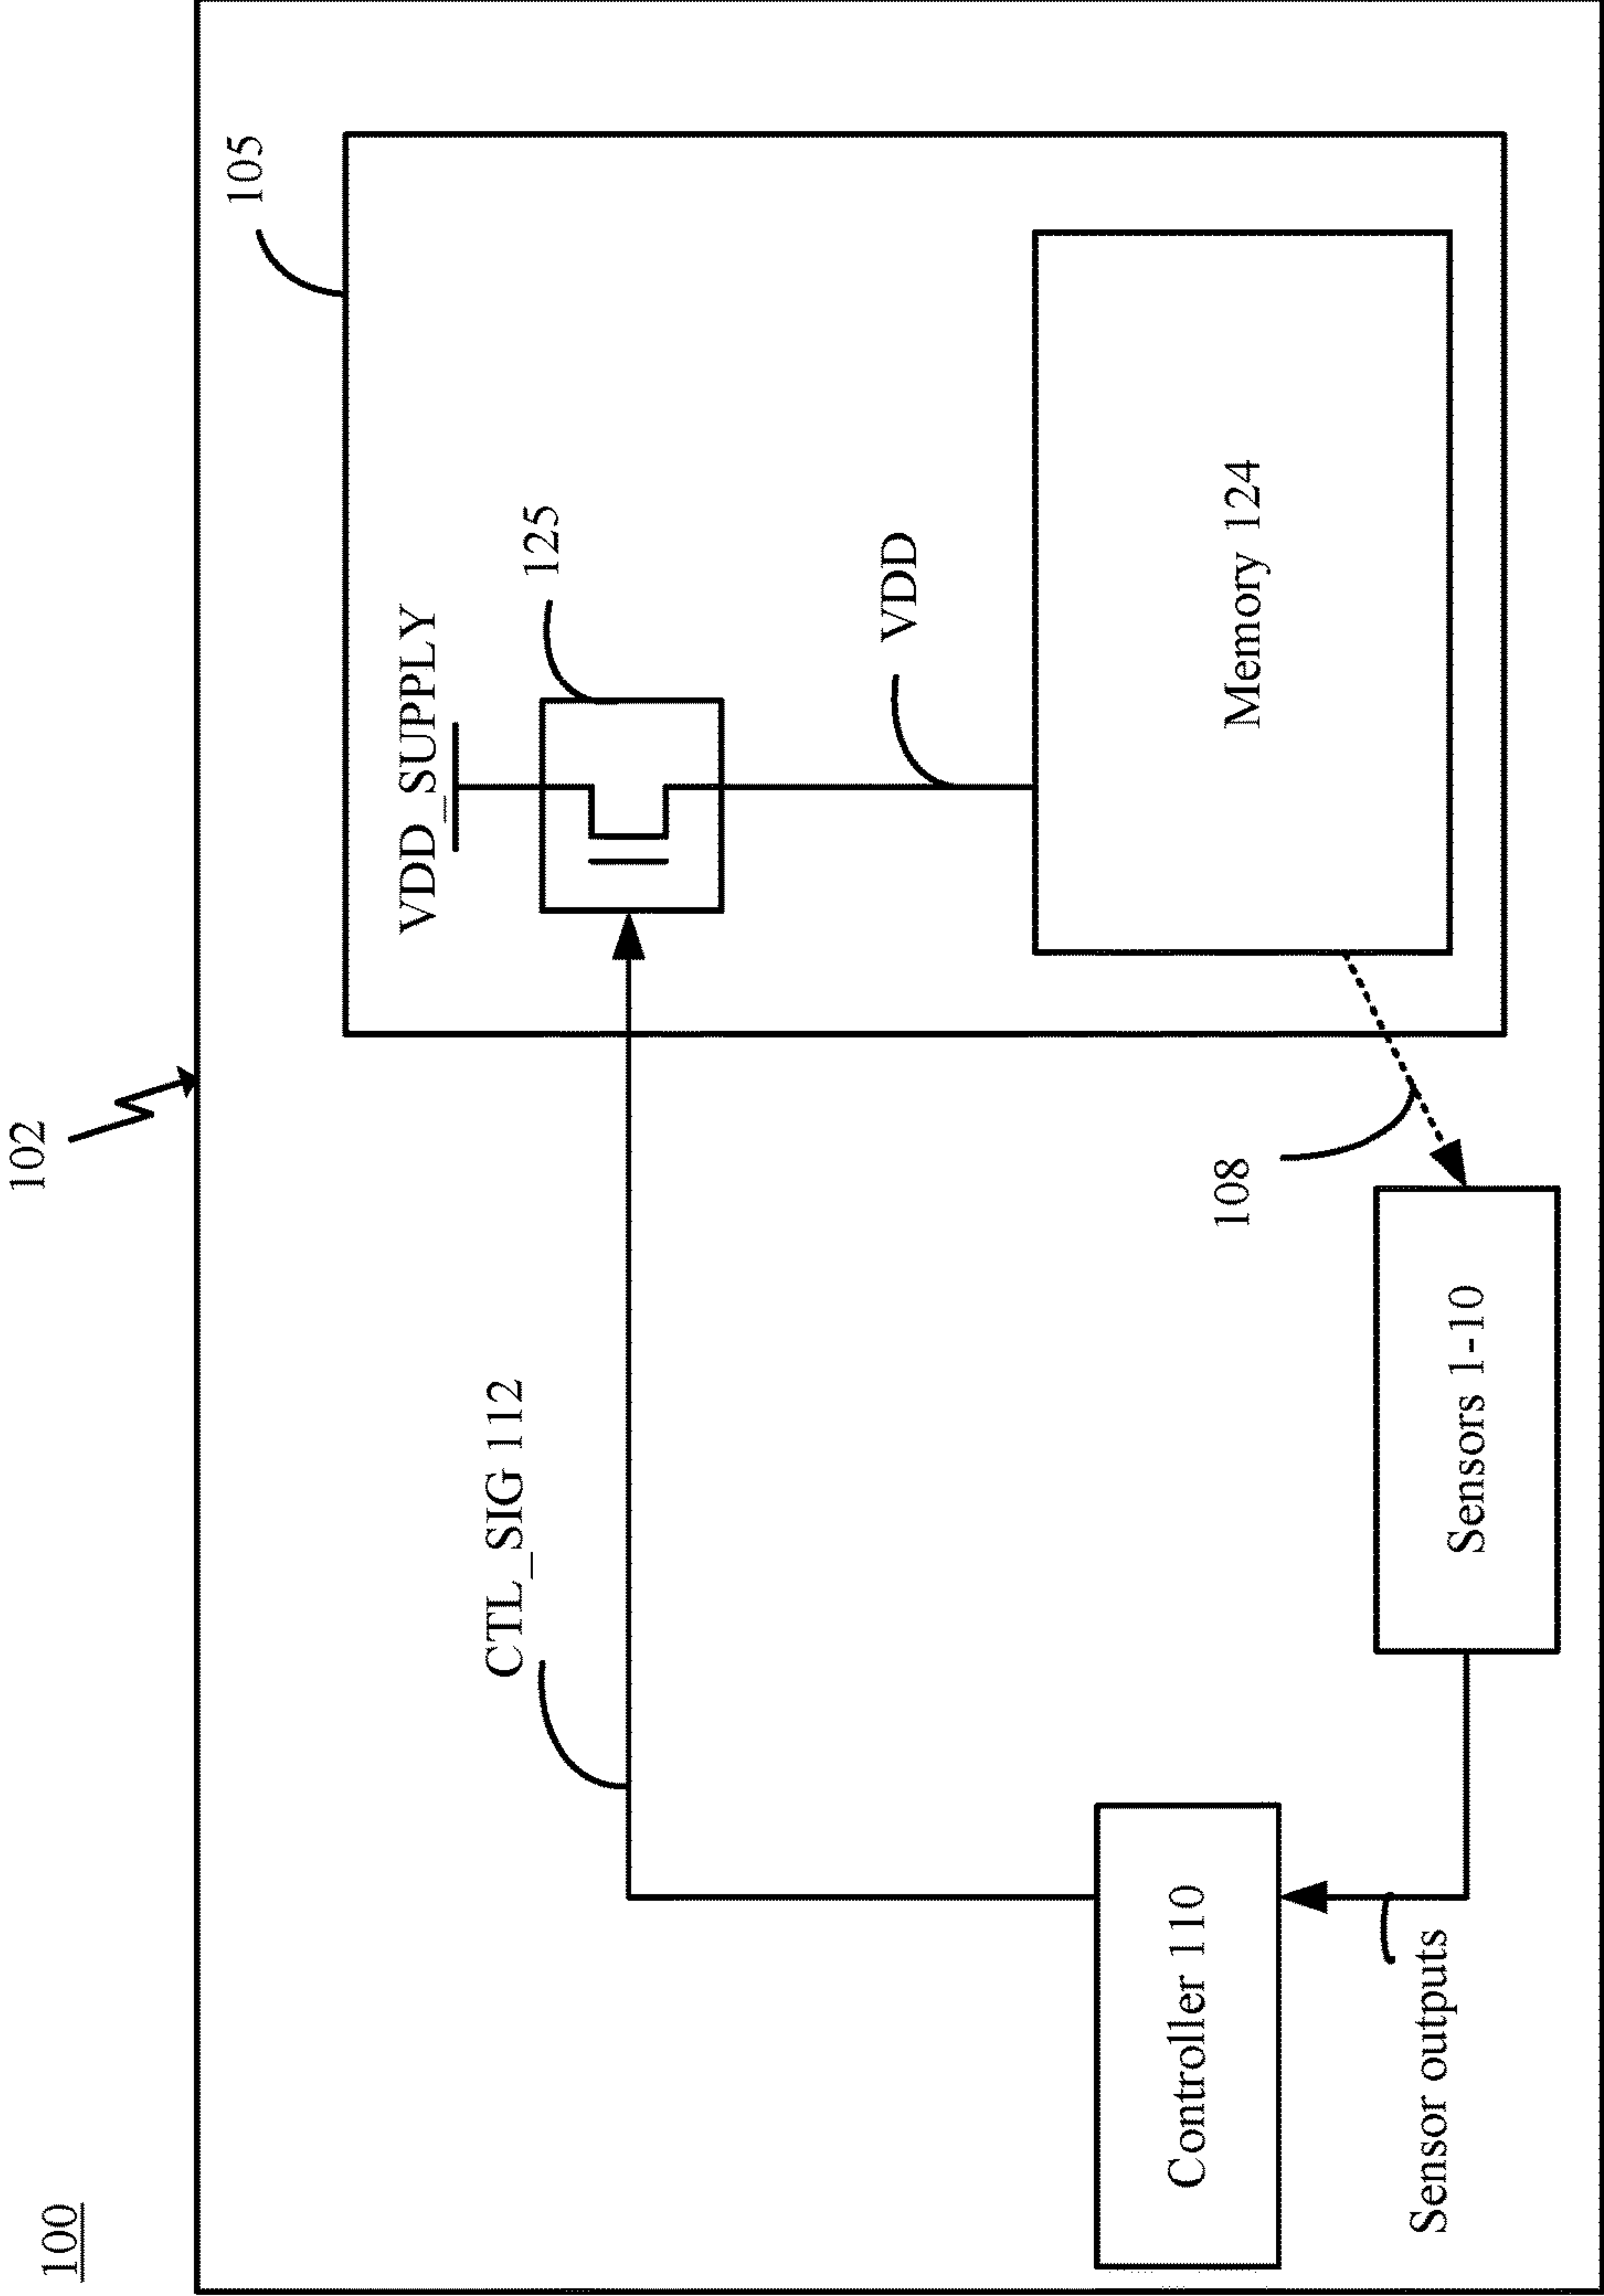 100
102
105
VDD_SUPPLY
125
CTL_SIG 112
VDD
Memory 124
108
Controller 110
Sensors 1-10
Sensor outputs